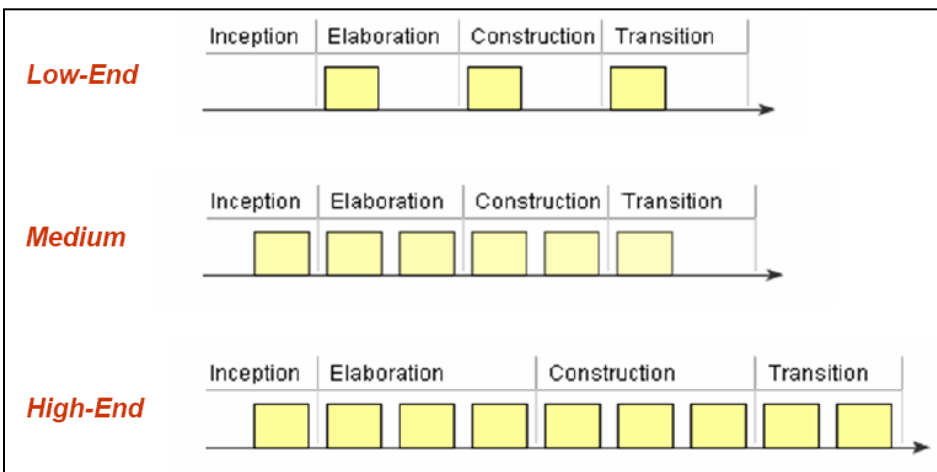 Inception Elaboration Construction Transition
Low-End
Inception Elaboration Construction Transition
Medium
Inception Elaboration Construction Transition
High-End